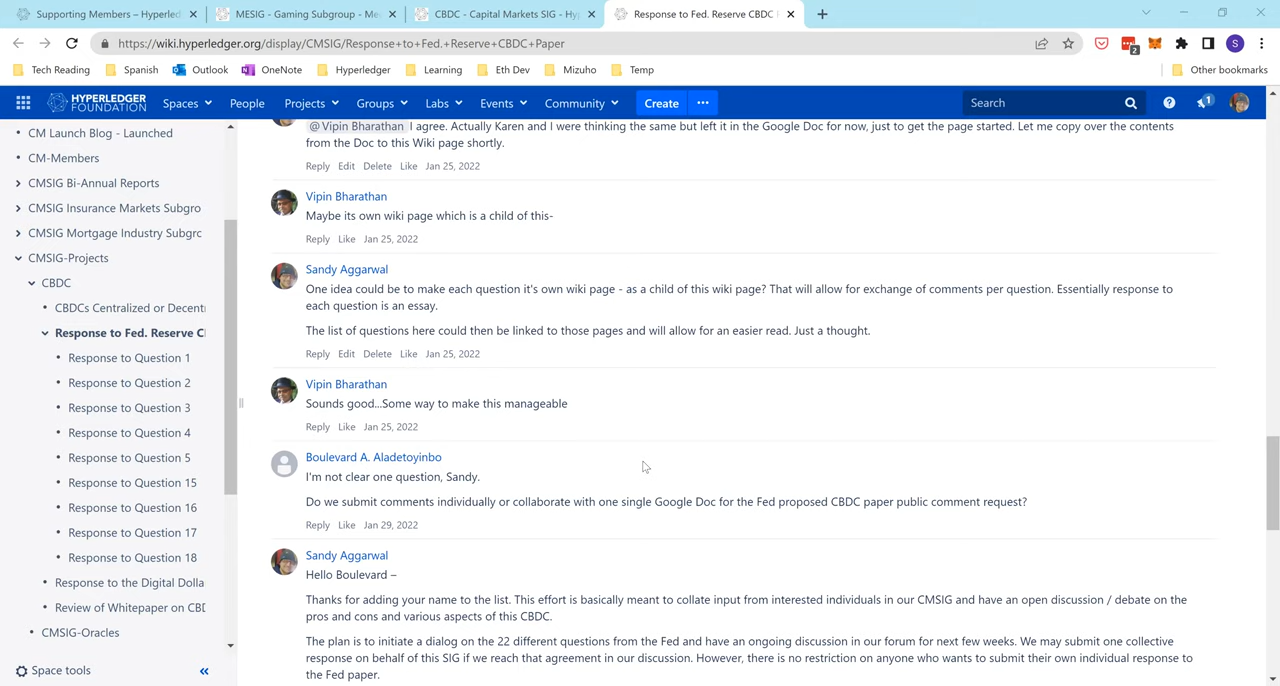 Supporting Members – Hyperled
MESIG - Gaming Subgroup - Me
CBDC - Capital Markets SIG - Hy
Response to Fed. Reserve CBDC
https://wiki.hyperledger.org/display/CMSIG/Response+to+Fed.+Reserve+CBDC+Paper
2
S
Tech Reading
Spanish
Outlook
OneNote
Hyperledger
Learning
Eth Dev
Mizuho
Temp
Other bookmarks
HYPERLEDGER
FOUNDATION
Spaces
People
Projects
Groups
Labs
Events
Community
Create
Search
1
CM Launch Blog - Launched
CM-Members
CMSIG Bi-Annual Reports
CMSIG Insurance Markets Subgro
CMSIG Mortgage Industry Subgrc
CMSIG-Projects
CBDC
CBDCs Centralized or Decentr
Response to Fed. Reserve C
Response to Question 1
Response to Question 2
Response to Question 3
Response to Question 4
Response to Question 5
Response to Question 15
Response to Question 16
Response to Question 17
Response to Question 18
Response to the Digital Dolla
Review of Whitepaper on CBD
CMSIG-Oracles
Space tools
@Vipin Bharathan I agree. Actually Karen and I were thinking the same but left it in the Google Doc for now, just to get the page started. Let me copy over the contents
from the Doc to this Wiki page shortly.
Reply Edit Delete Like Jan 25, 2022
Vipin Bharathan
Maybe its own wiki page which is a child of this-
Reply Like Jan 25, 2022
Sandy Aggarwal
One idea could be to make each question it's own wiki page - as a child of this wiki page? That will allow for exchange of comments per question. Essentially response to
each question is an essay.
The list of questions here could then be linked to those pages and will allow for an easier read. Just a thought.
Reply Edit Delete Like Jan 25, 2022
Vipin Bharathan
Sounds good...Some way to make this manageable
Reply Like Jan 25, 2022
Boulevard A. Aladetoyinbo
I'm not clear one question, Sandy.
Do we submit comments individually or collaborate with one single Google Doc for the Fed proposed CBDC paper public comment request?
Reply Like Jan 29, 2022
Sandy Aggarwal
Hello Boulevard –
Thanks for adding your name to the list. This effort is basically meant to collate input from interested individuals in our CMSIG and have an open discussion / debate on the
pros and cons and various aspects of this CBDC.
The plan is to initiate a dialog on the 22 different questions from the Fed and have an ongoing discussion in our forum for next few weeks. We may submit one collective
response on behalf of this SIG if we reach that agreement in our discussion. However, there is no restriction on anyone who wants to submit their own individual response to
the Fed paper.